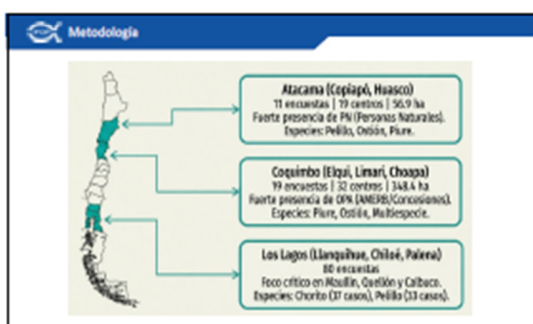 Metodología
Atacama (Copiapó, Huasco)
11 encuestas | 19 centros | 56.9 ha
Fuerte presencia de PN (Personas Naturales).
Especies: Pelillo, Ostión, Piure.
Coquimbo (Elqui, Limarí, Choapa)
19 encuestas | 32 centros | 348.4 ha
Fuerte presencia de OPA (AMERB/Concesiones).
Especies: Piure, Ostión, Multiespecie.
Los Lagos (Llanquihue, Chiloé, Palena)
80 encuestas
Foco crítico en Maullín, Quellón y Calbuco.
Especies: Chorito (37 casos), Pelillo (33 casos).